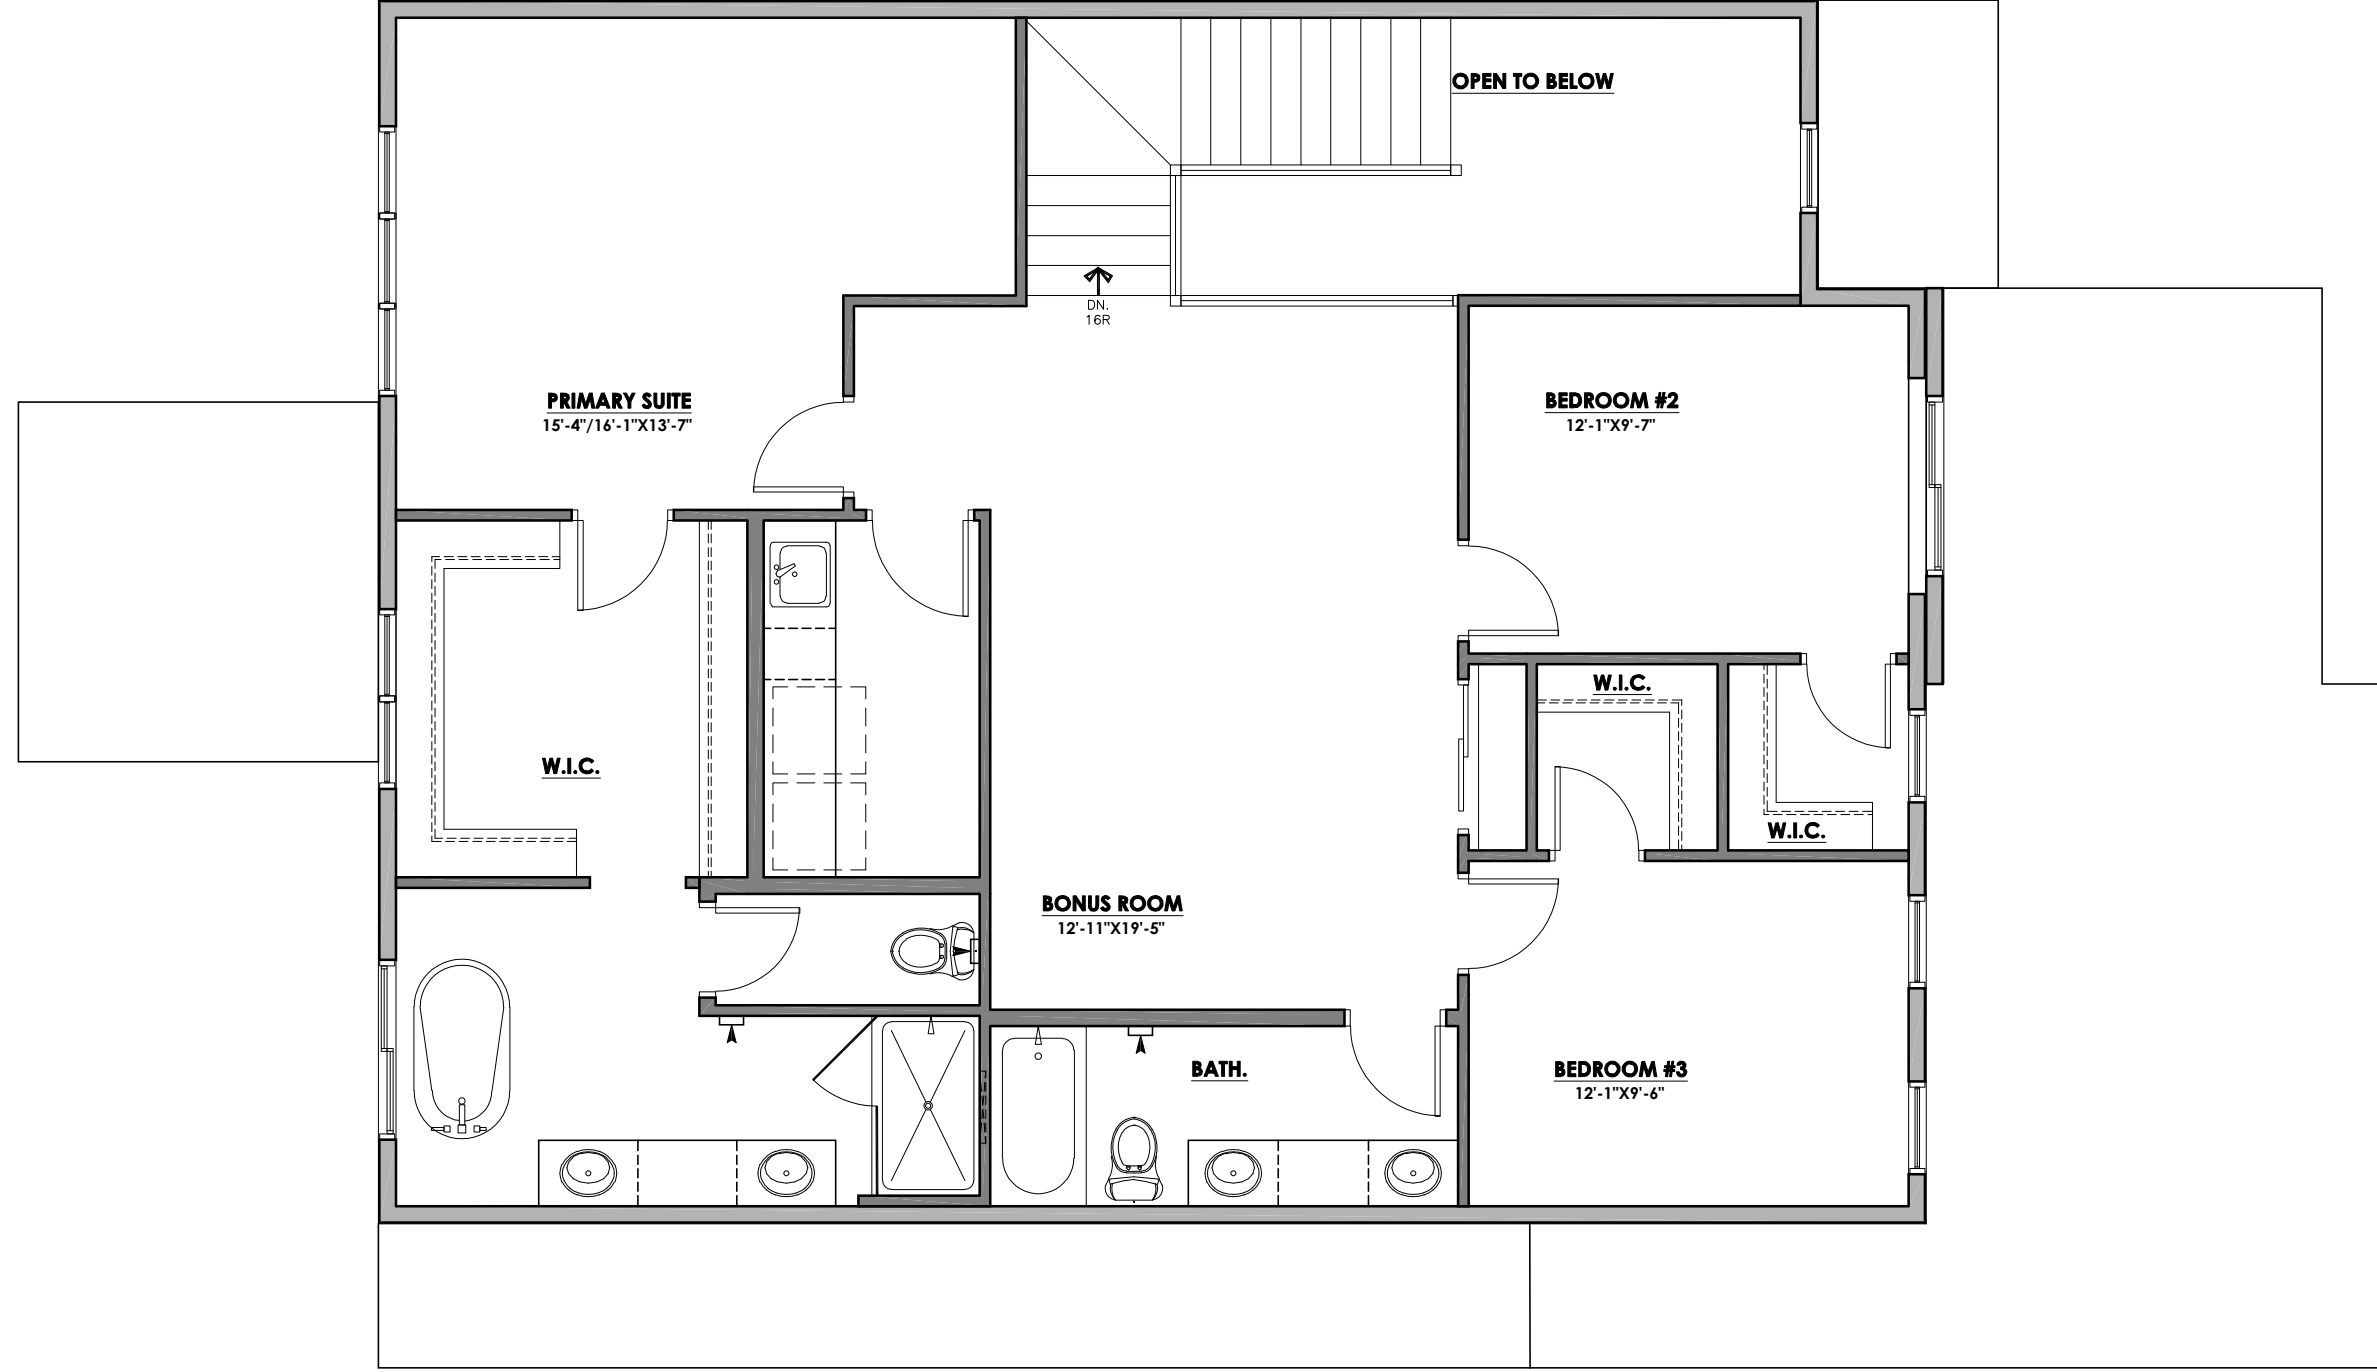 OPEN TO BELOW
DN.
16R
PRIMARY SUITE
15'-4"/16'-1"X13'-7"
BEDROOM #2
12'-1"X9'-7"
W.I.C.
W.I.C.
W.I.C.
BONUS ROOM
12'-11"X19'-5"
BATH.
BEDROOM #3
12'-1"X9'-6"